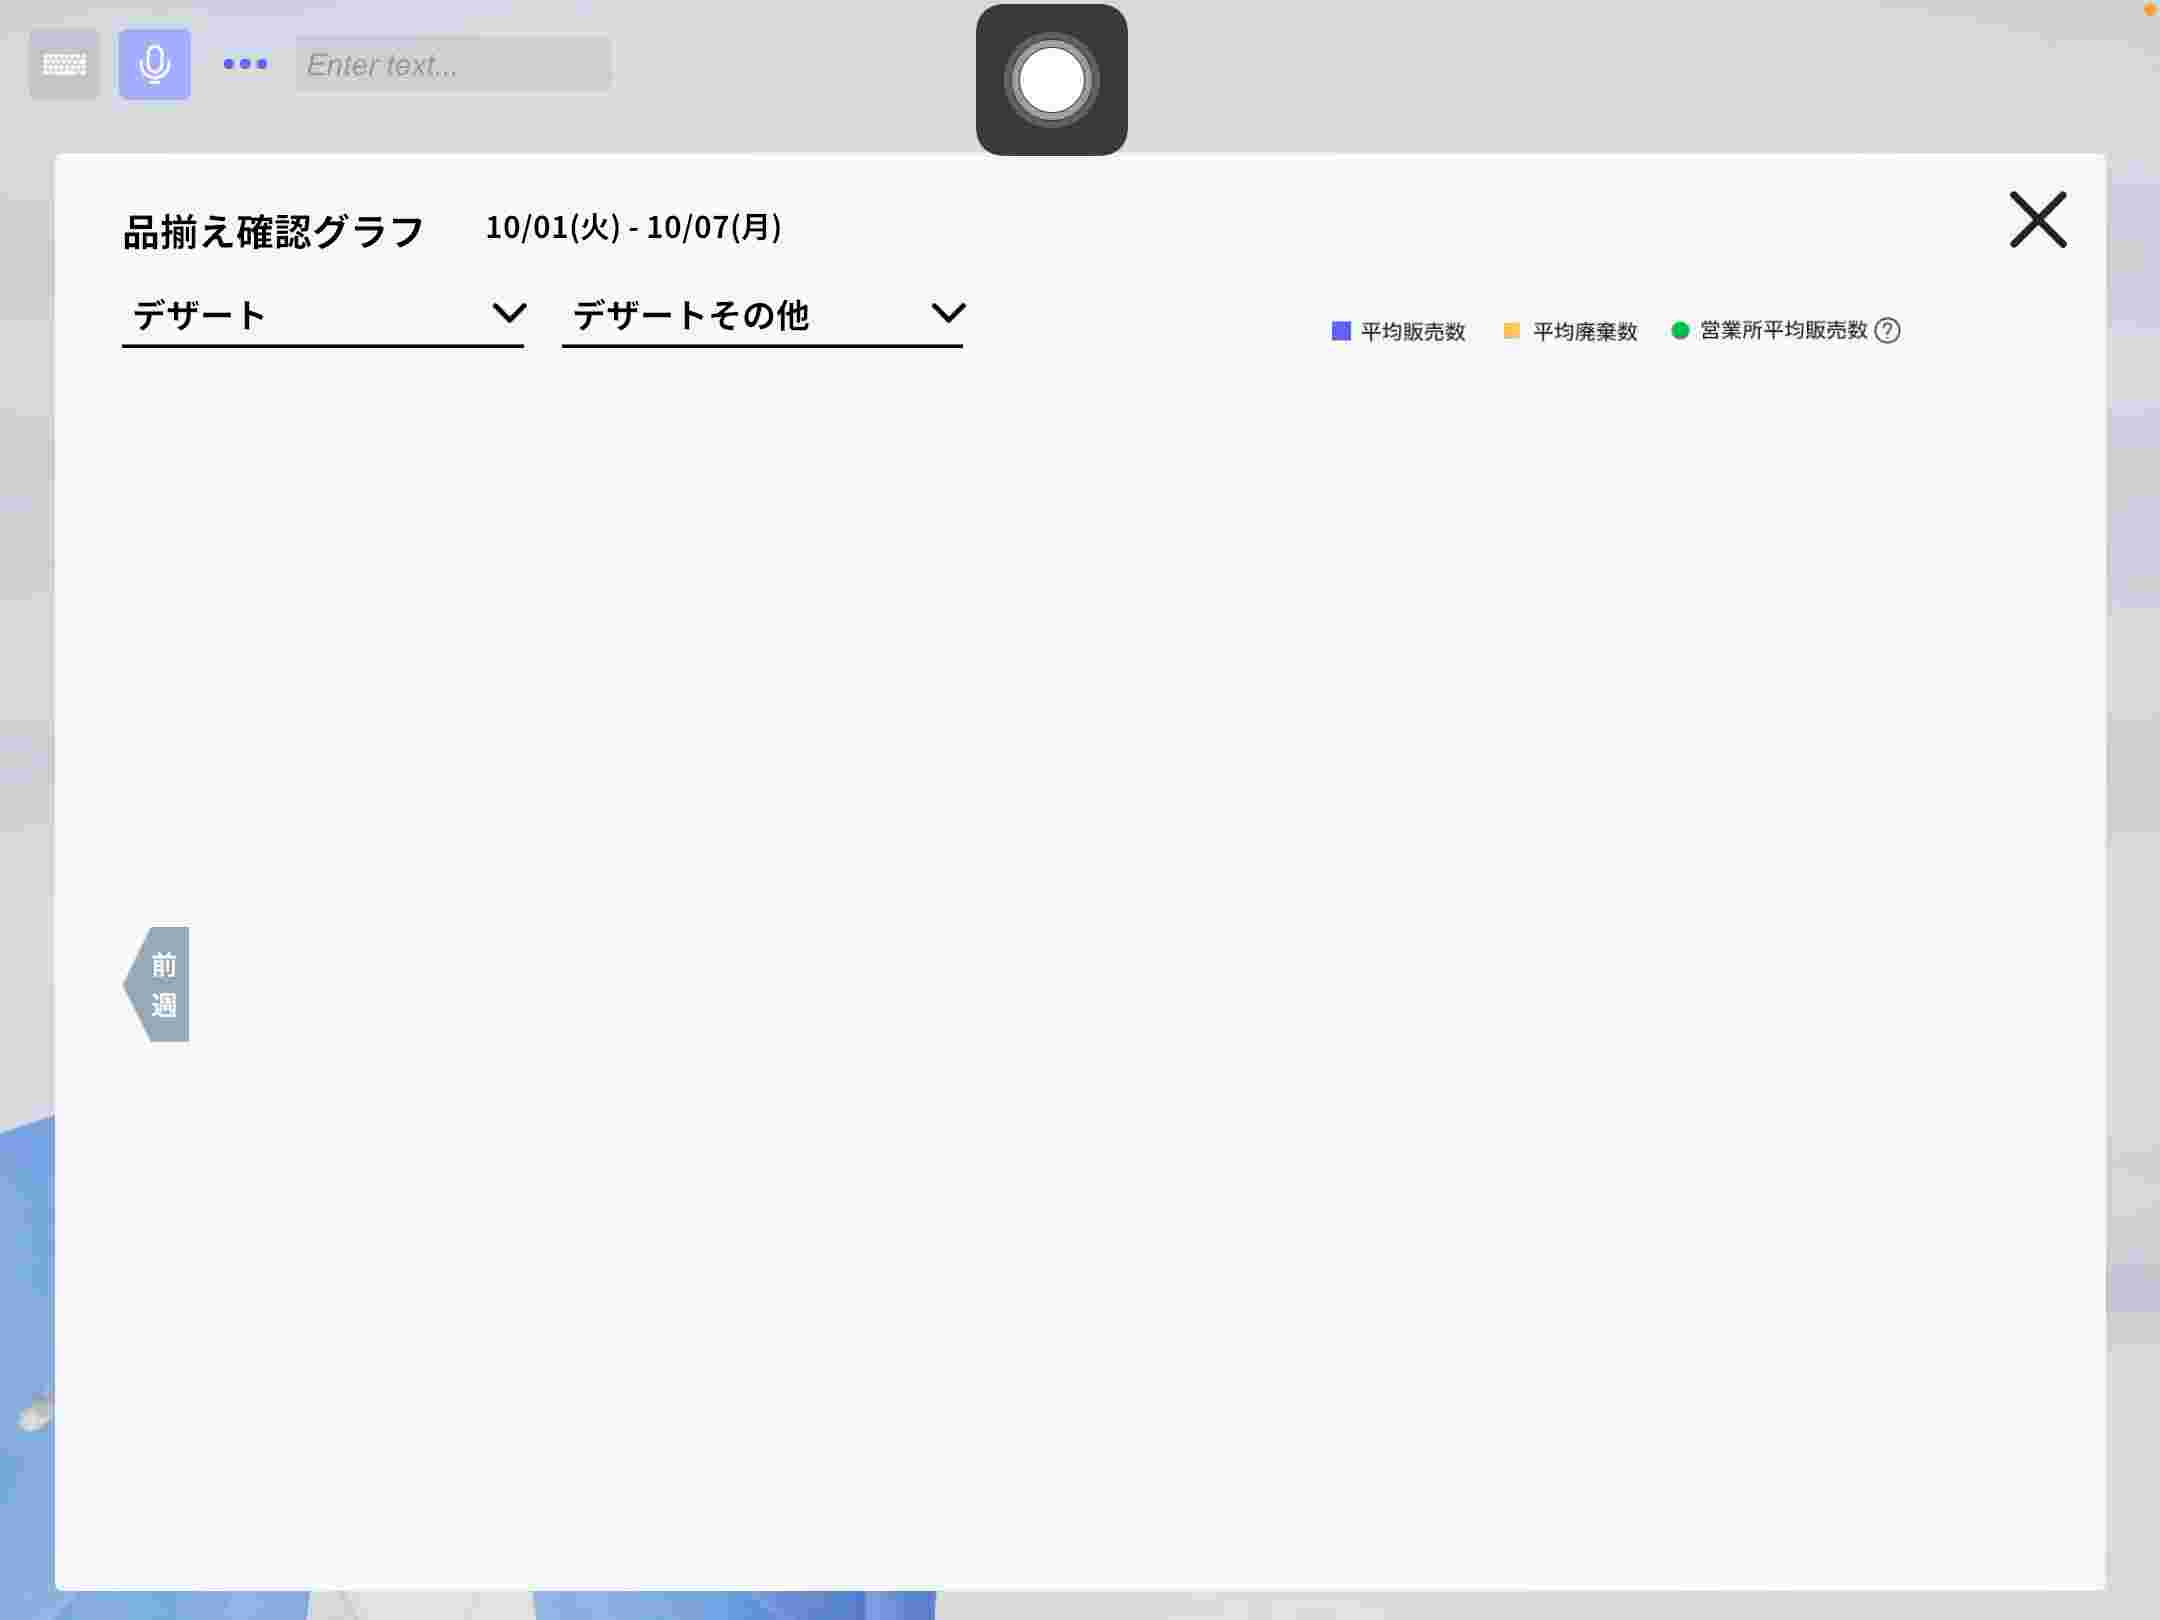 Enter text...
品揃え確認グラフ 10/01(火) - 10/07(月)
デザート デザートその他
平均販売数 平均廃棄数 営業所平均販売数 ?
前
週